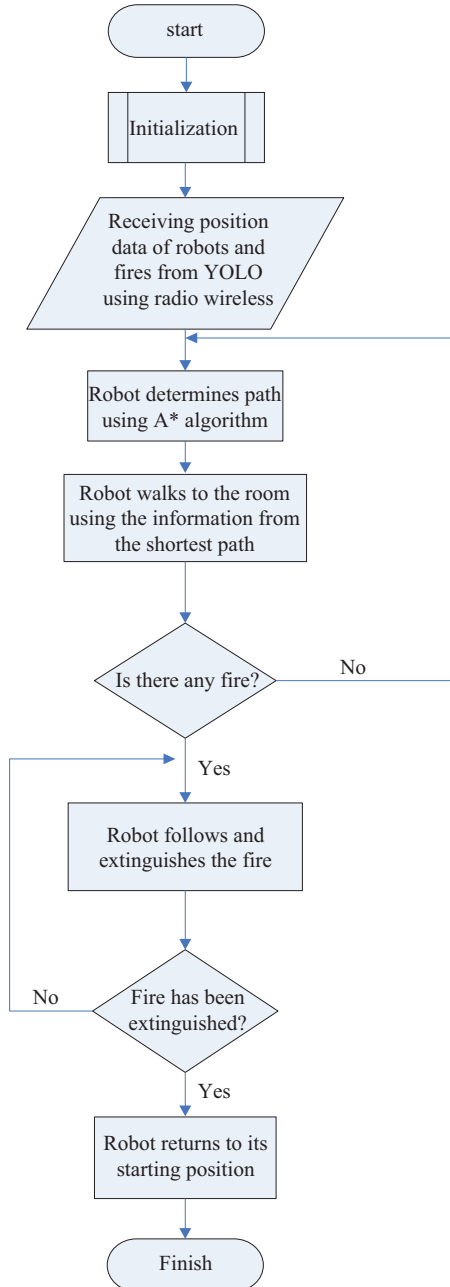 start
Initialization
Receiving position
data of robots and
fires from YOLO
using radio wireless
Robot determines path
using A* algorithm
Robot walks to the room
using the information from
the shortest path
Is there any fire?
No
Yes
Robot follows and
extinguishes the fire
No
Fire has been
extinguished?
Yes
Robot returns to its
starting position
Finish